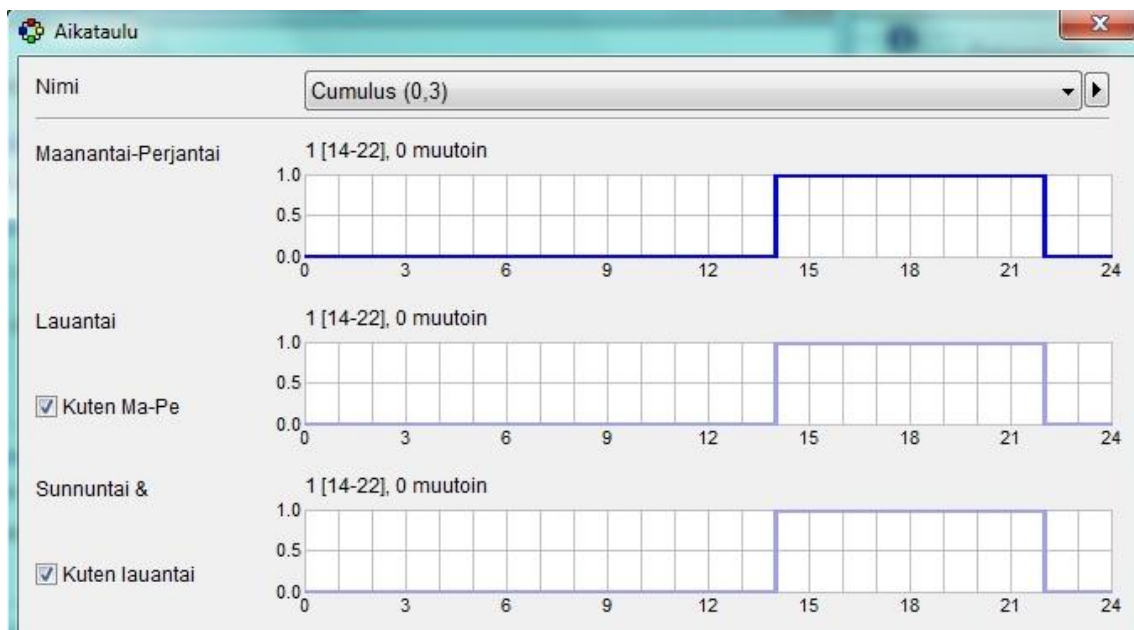 Aikataulu
Nimi
Cumulus (0,3)
Maanantai-Perjantai
1 [14-22], 0 muutoin
1.0
0.5
0.0
0 3 6 9 12 15 18 21 24
Lauantai
1 [14-22], 0 muutoin
1.0
0.5
Kuten Ma-Pe
0.0
0 3 6 9 12 15 18 21 24
Sunnuntai &
1 [14-22], 0 muutoin
1.0
0.5
Kuten lauantai
0.0
0 3 6 9 12 15 18 21 24